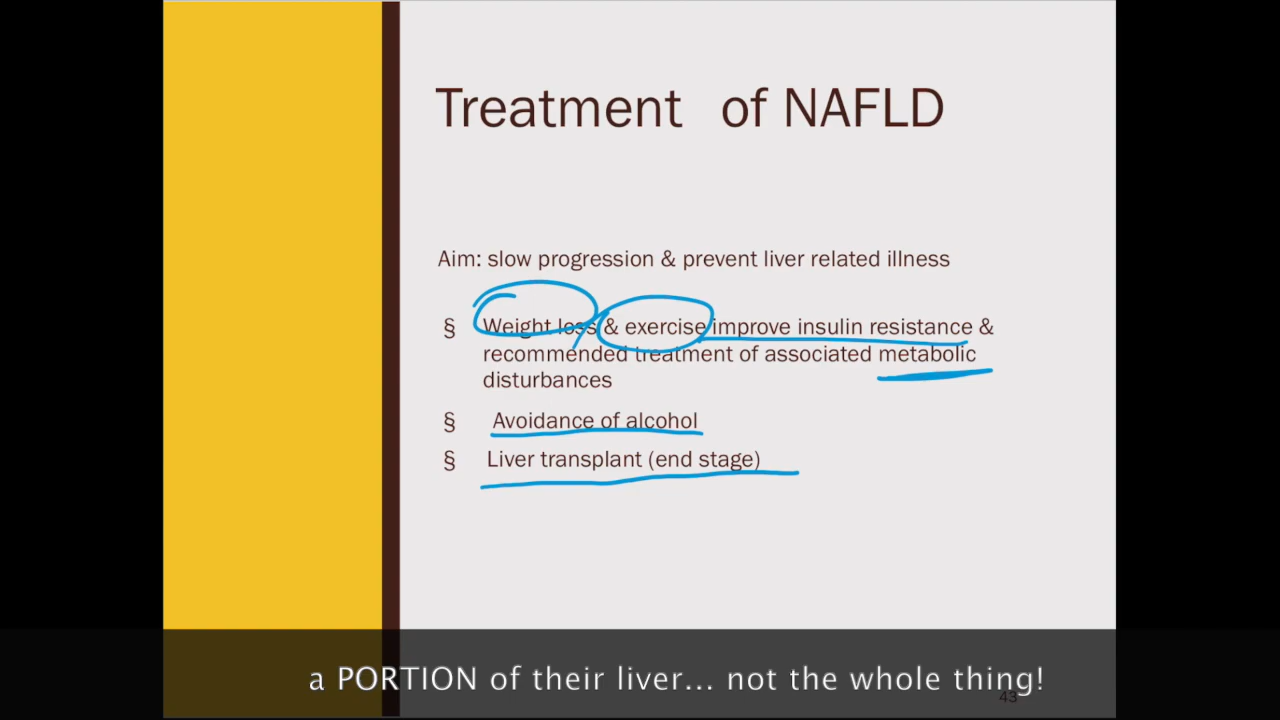 Treatment of NAFLD
Aim: slow progression & prevent liver related illness
§ Weight loss & exercise improve insulin resistance &
recommended treatment of associated metabolic
disturbances
§ Avoidance of alcohol
§ Liver transplant (end stage)
a PORTION of their liver... not the whole thing!
43